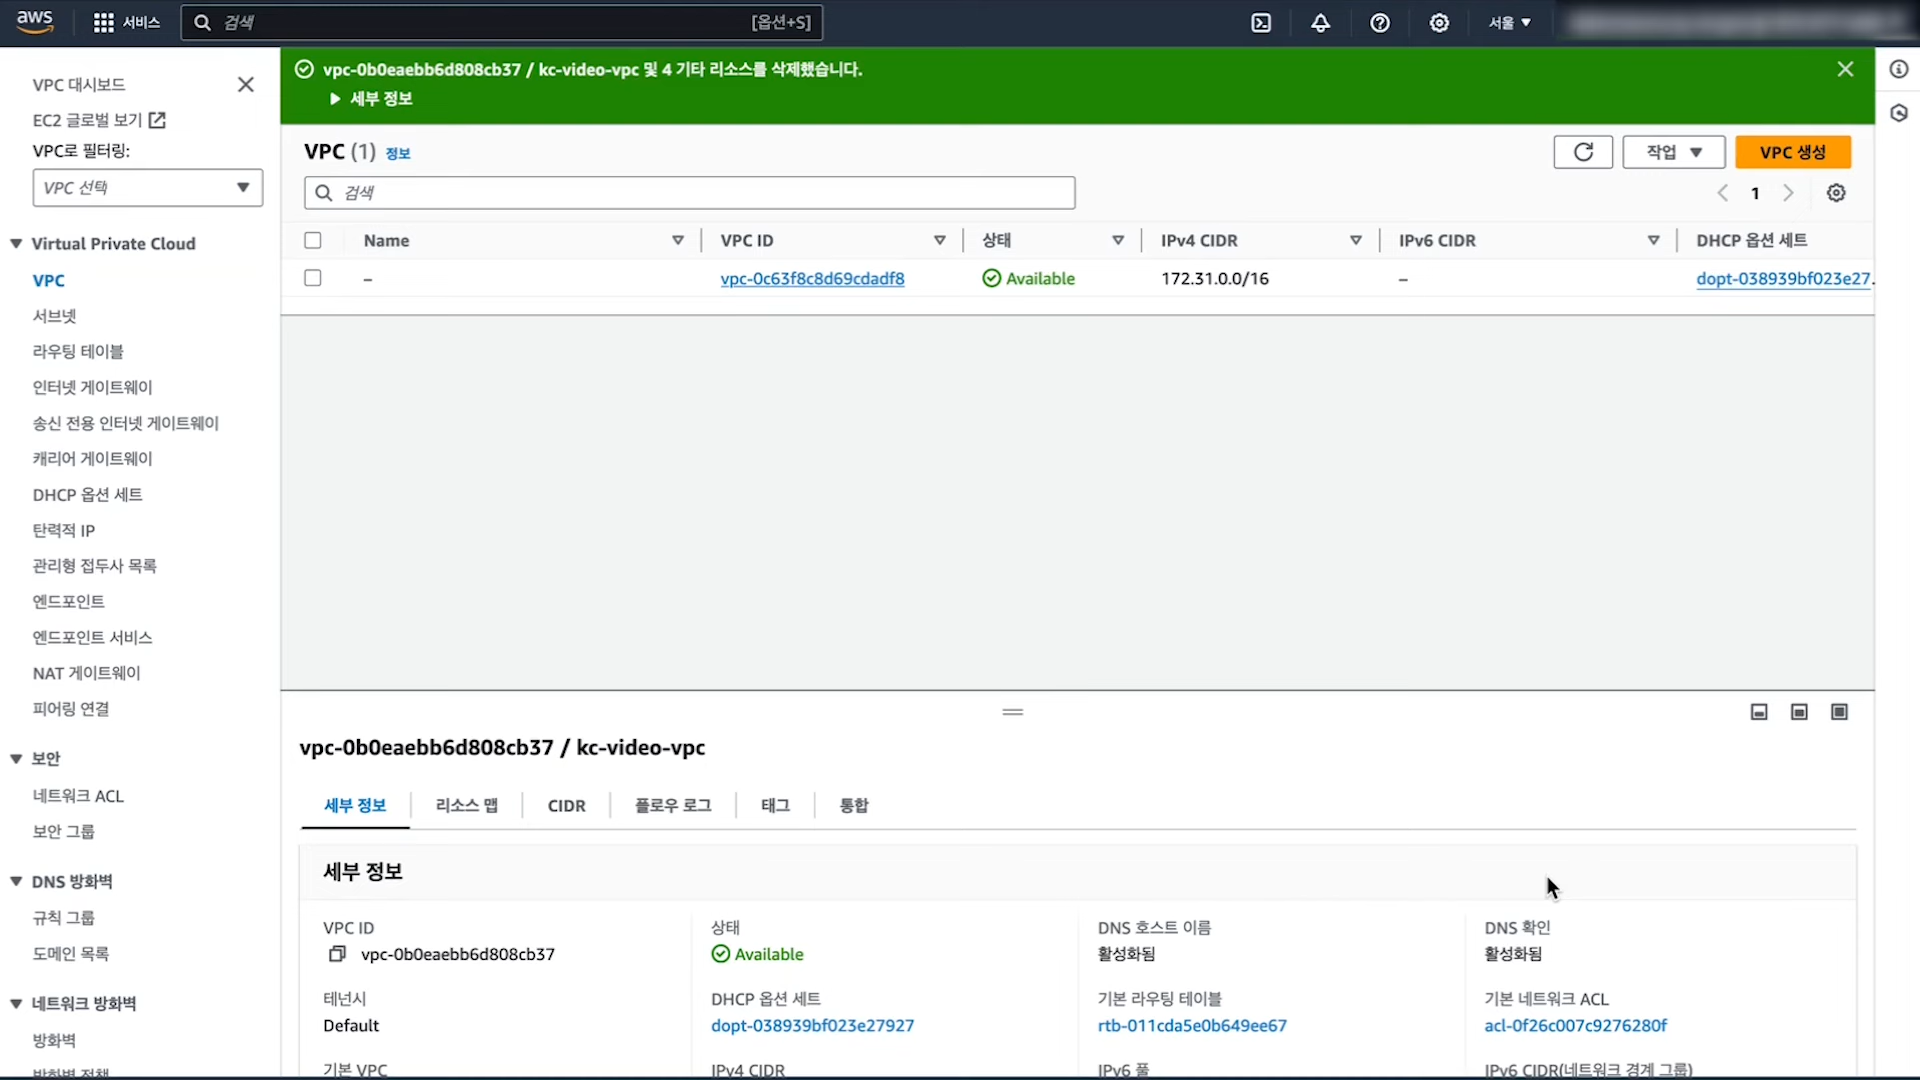 aws
서비스
검색
[옵션+S]
서울
VPC 대시보드
EC2 글로벌 보기
VPC로 필터링:
VPC 선택
Virtual Private Cloud
VPC
서브넷
라우팅 테이블
인터넷 게이트웨이
송신 전용 인터넷 게이트웨이
캐리어 게이트웨이
DHCP 옵션 세트
탄력적 IP
관리형 접두사 목록
엔드포인트
엔드포인트 서비스
NAT 게이트웨이
피어링 연결
보안
네트워크 ACL
보안 그룹
DNS 방화벽
규칙 그룹
도메인 목록
네트워크 방화벽
방화벽
방화벽 정책
vpc-0b0eaebb6d808cb37 / kc-video-vpc 및 4 기타 리소스를 삭제했습니다.
세부 정보
VPC (1) 정보
작업
VPC 생성
검색
1
Name
VPC ID
상태
IPv4 CIDR
IPv6 CIDR
DHCP 옵션 세트
–
vpc-0c63f8c8d69cdadf8
Available
172.31.0.0/16
–
dopt-038939bf023e27.
vpc-0b0eaebb6d808cb37 / kc-video-vpc
세부 정보
리소스 맵
CIDR
플로우 로그
태그
통합
세부 정보
VPC ID
vpc-0b0eaebb6d808cb37
상태
Available
DNS 호스트 이름
활성화됨
DNS 확인
활성화됨
테넌시
Default
DHCP 옵션 세트
dopt-038939bf023e27927
기본 라우팅 테이블
rtb-011cda5e0b649ee67
기본 네트워크 ACL
acl-0f26c007c9276280f
기본 VPC
IPv4 CIDR
IPv6 풀
IPv6 CIDR(네트워크 경계 그룹)